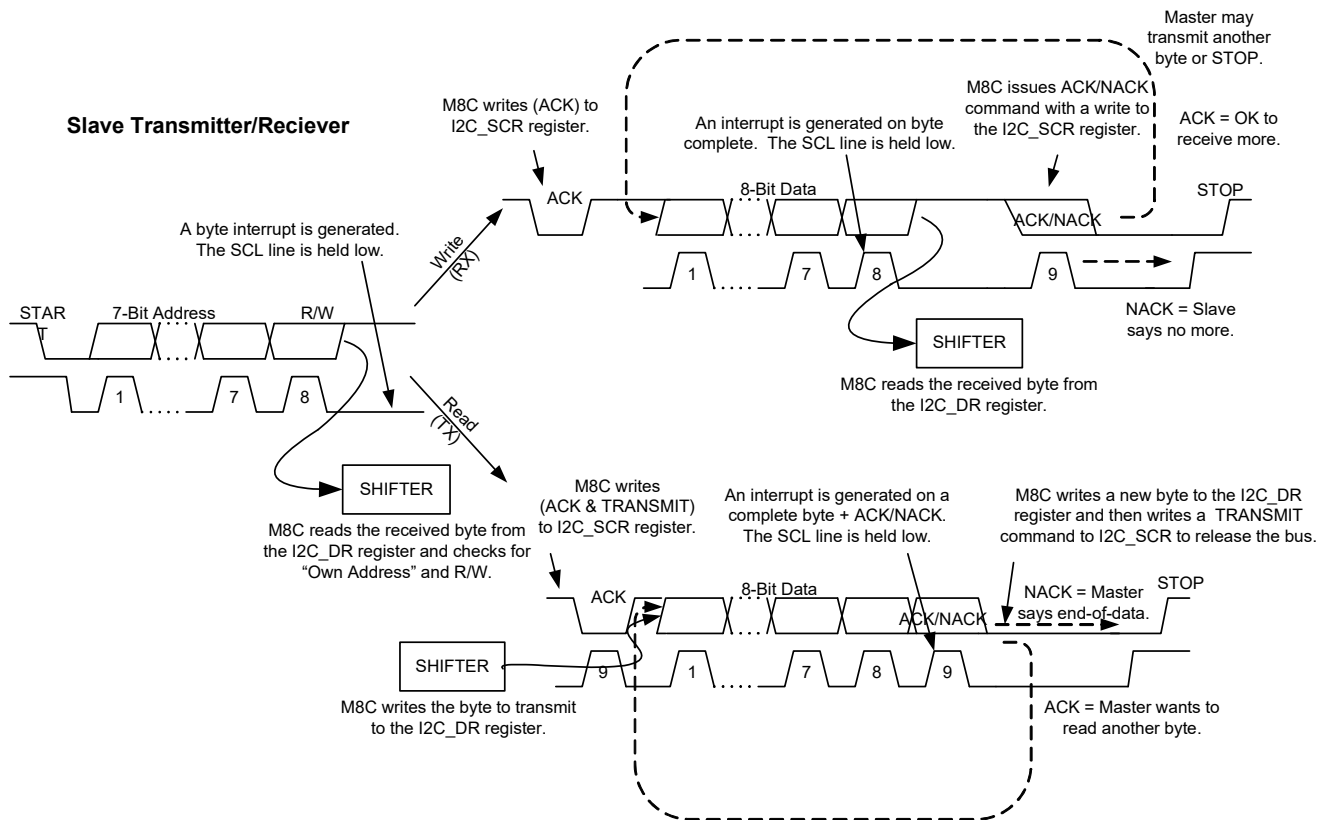 Master may
transmit another
byte or STOP.
M8C writes (ACK) to
I2C_SCR register.
M8C issues ACK/NACK
command with a write to
the I2C_SCR register.
Slave Transmitter/Reciever
An interrupt is generated on byte
complete. The SCL line is held low.
ACK = OK to
receive more.
ACK
8-Bit Data
STOP
A byte interrupt is generated.
The SCL line is held low.
Write
(RX)
ACK/NACK
1
7
8
9
START
7-Bit Address
R/W
NACK = Slave
says no more.
SHIFTER
M8C reads the received byte from
the I2C_DR register.
1
7
8
Read
(TX)
SHIFTER
M8C reads the received byte from
the I2C_DR register and checks for
“Own Address” and R/W.
M8C writes
(ACK & TRANSMIT)
to I2C_SCR register.
An interrupt is generated on a
complete byte + ACK/NACK.
The SCL line is held low.
M8C writes a new byte to the I2C_DR
register and then writes a TRANSMIT
command to I2C_SCR to release the bus.
ACK
8-Bit Data
ACK/NACK
NACK = Master
says end-of-data.
STOP
SHIFTER
9
1
7
8
9
M8C writes the byte to transmit
to the I2C_DR register.
ACK = Master wants to
read another byte.